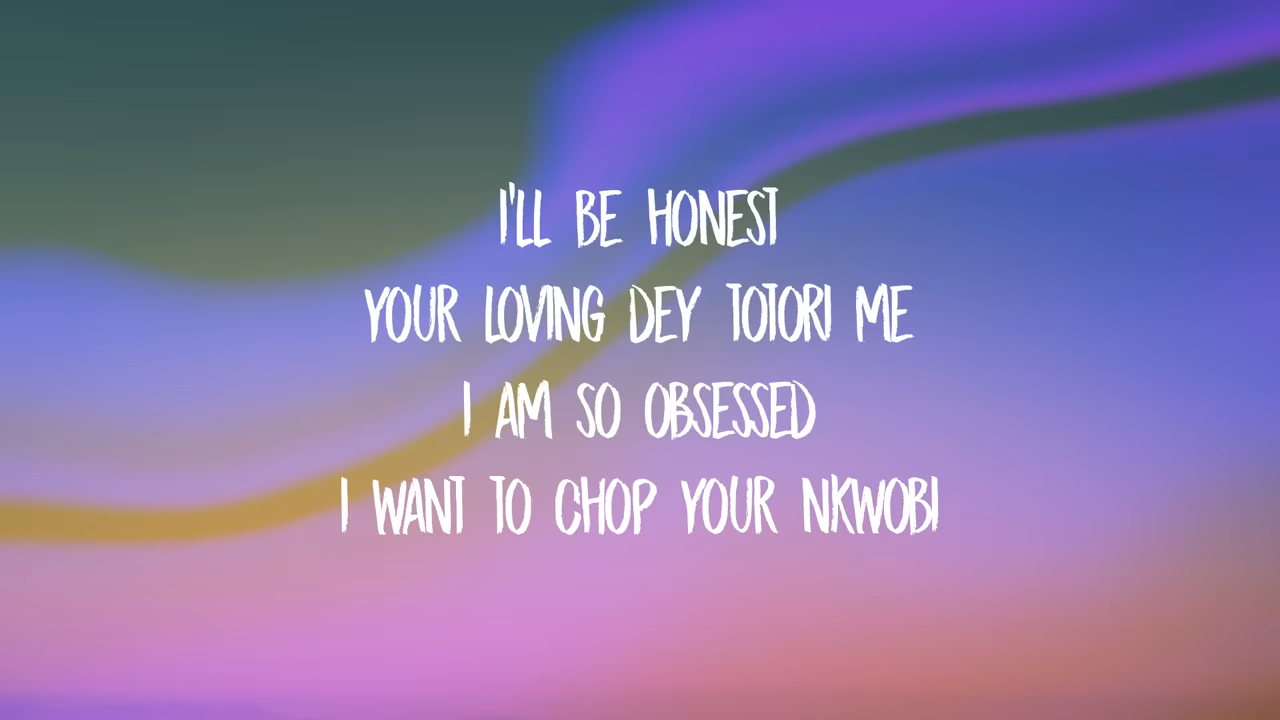 I'LL BE HONEST
YOUR LOVING DEY TOTORI ME
I AM SO OBSESSED
I WANT TO CHOP YOUR NKWOBI